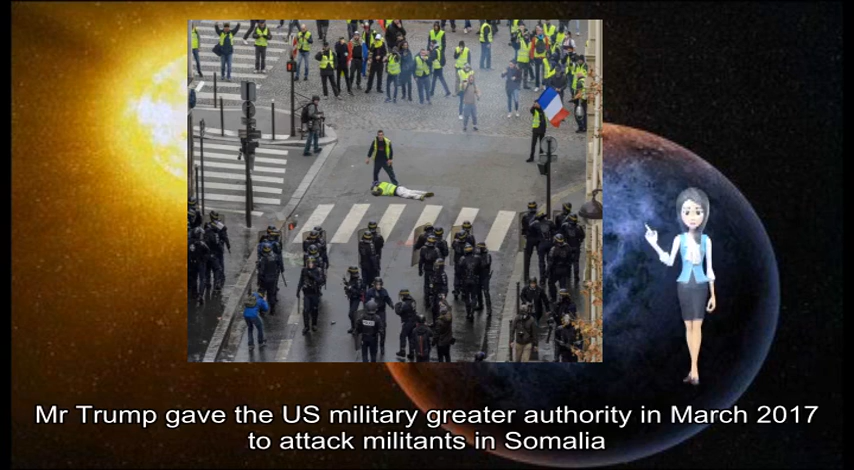 Mr Trump gave the US military greater authority in March 2017
to attack militants in Somalia